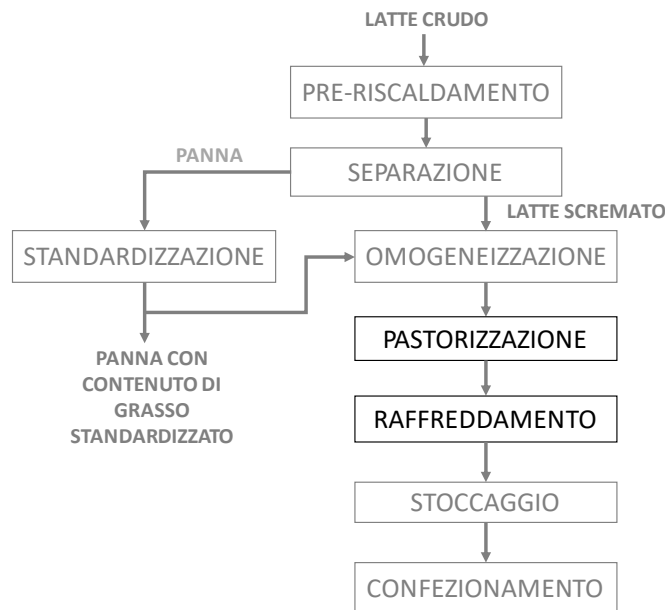 LATTE CRUDO
PRE-RISCALDAMENTO
PANNA
SEPARAZIONE
LATTE SCREMATO
STANDARDIZZAZIONE
OMOGENEIZZAZIONE
PASTORIZZAZIONE
PANNA CON
CONTENUTO DI
GRASSO
STANDARDIZZATO
RAFFREDDAMENTO
STOCCAGGIO
CONFEZIONAMENTO